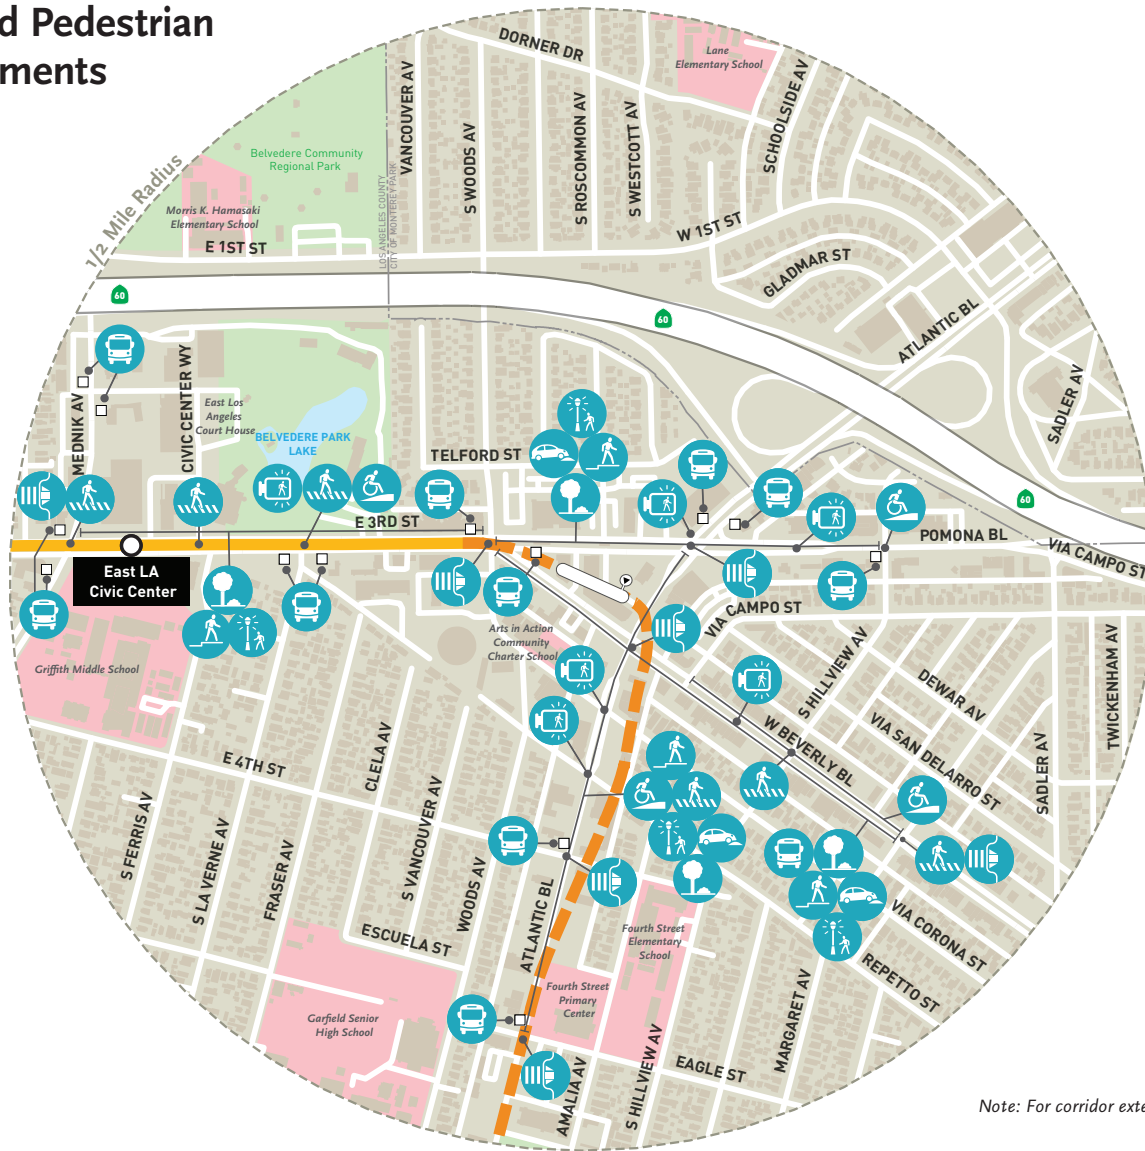 d Pedestrian
ments
DORNER DR
Lane
Elementary School
VANCOUVER AV
S WOODS AV
S ROSCOMMON AV
S WESTCOTT AV
SCHOOLSIDE AV
Belvedere Community
Regional Park
1/2 Mile Radius
Morris K. Hamasaki
Elementary School
LOS ANGELES COUNTY
CITY OF MONTEREY PARK
E 1ST ST
W 1ST ST
GLADMAR ST
60
60
ATLANTIC BL
SADLER AV
MEDNIK AV
CIVIC CENTER WY
East Los
Angeles
Court House
BELVEDERE PARK
LAKE
TELFORD ST
60
E 3RD ST
POMONA BL
VIA CAMPO ST
East LA
Civic Center
VIA CAMPO ST
Arts in Action
Community
Charter School
Griffith Middle School
S HILLVIEW AV
DEWAR AV
TWICKENHAM AV
W BEVERLY BL
VIA SAN DELARRO ST
E 4TH ST
CLELA AV
SADLER AV
S FERRIS AV
S LA VERNE AV
FRASER AV
S VANCOUVER AV
WOODS AV
ATLANTIC BL
ESCUELA ST
Fourth Street
Elementary
School
VIA CORONA ST
REPETTO ST
Fourth Street
Primary
Center
Garfield Senior
High School
MARGARET AV
EAGLE ST
AMALIA AV
S HILLVIEW AV
Note: For corridor exte